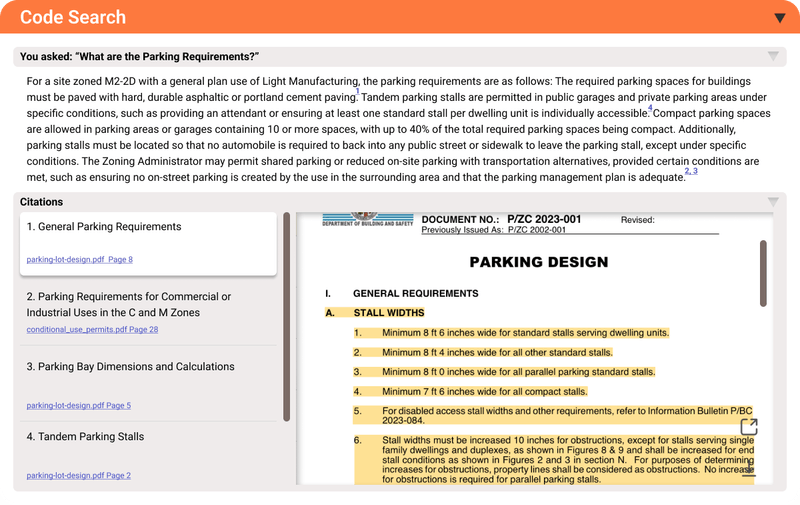 Code Search
You asked: “What are the Parking Requirements?”
For a site zoned M2-2D with a general plan use of Light Manufacturing, the parking requirements are as follows: The required parking spaces for buildings
must be paved with hard, durable asphaltic or portland cement paving.1 Tandem parking stalls are permitted in public garages and private parking areas under
specific conditions, such as providing an attendant or ensuring at least one standard stall per dwelling unit is individually accessible.4 Compact parking spaces
are allowed in parking areas or garages containing 10 or more spaces, with up to 40% of the total required parking spaces being compact. Additionally,
parking stalls must be located so that no automobile is required to back into any public street or sidewalk to leave the parking stall, except under specific
conditions. The Zoning Administrator may permit shared parking or reduced on-site parking with transportation alternatives, provided certain conditions are
met, such as ensuring no on-street parking is created by the use in the surrounding area and that the parking management plan is adequate.2, 3
Citations
1. General Parking Requirements
parking-lot-design.pdf Page 8
2. Parking Requirements for Commercial or
Industrial Uses in the C and M Zones
conditional_use_permits.pdf Page 28
3. Parking Bay Dimensions and Calculations
parking-lot-design.pdf Page 5
4. Tandem Parking Stalls
parking-lot-design.pdf Page 2
DEPARTMENT OF BUILDING AND SAFETY
DOCUMENT NO.: P/ZC 2023-001 Revised:
Previously Issued As: P/ZC 2002-001
PARKING DESIGN
I. GENERAL REQUIREMENTS
A. STALL WIDTHS
1. Minimum 8 ft 6 inches wide for standard stalls serving dwelling units.
2. Minimum 8 ft 4 inches wide for all other standard stalls.
3. Minimum 8 ft 0 inches wide for all parallel parking standard stalls.
4. Minimum 7 ft 6 inches wide for all compact stalls.
5. For disabled access stall widths and other requirements, refer to Information Bulletin P/BC
2023-084.
6. Stall widths must be increased 10 inches for obstructions, except for stalls serving single
family dwellings and duplexes, as shown in Figures 8 & 9 and shall be increased for end
stall conditions as shown in Figures 2 and 3 in section N. For purposes of determining
increases for obstructions, property lines shall be considered as obstructions. No increase
for obstructions is required for parallel parking stalls.